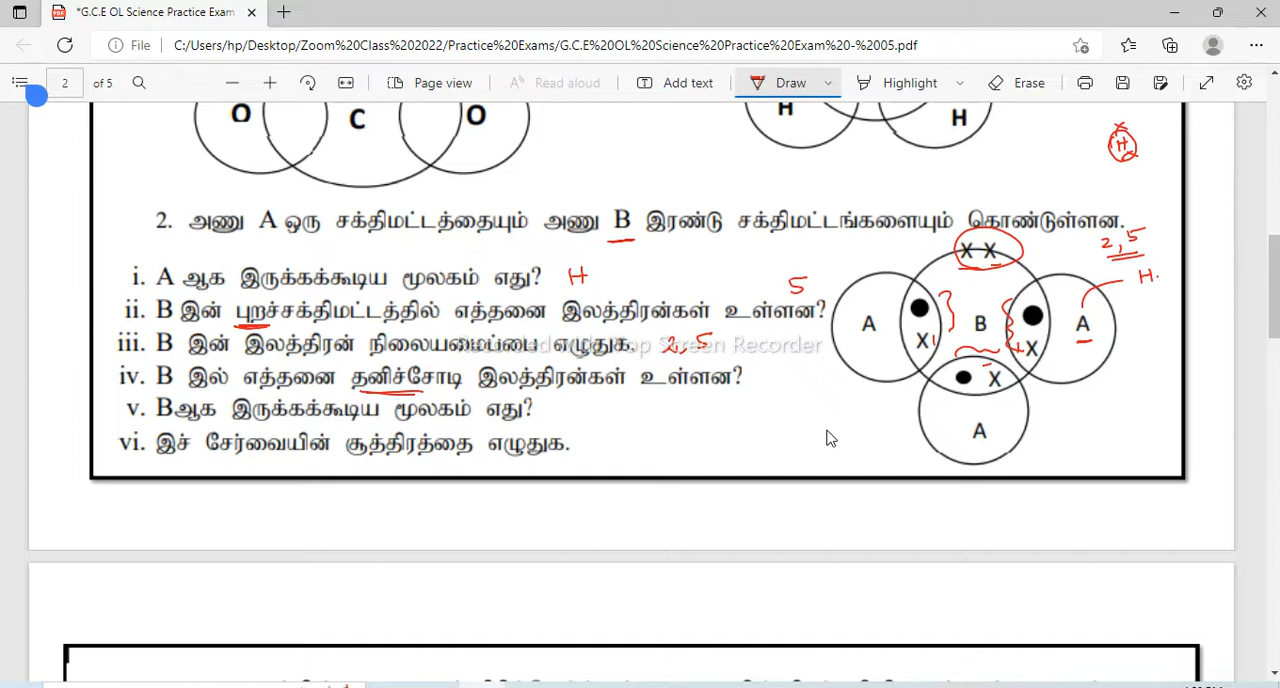 *G.C.E OL Science Practice Exam
File C:/Users/hp/Desktop/Zoom%20Class%202022/Practice%20Exams/G.C.E%20OL%20Science%20Practice%20Exam%20-%2005.pdf
2 of 5 Page view Read aloud Add text Draw Highlight Erase
O C O H H
x
H
2. அணு A ஒரு சக்திமட்டத்தையும் அணு B இரண்டு சக்திமட்டங்களையும் கொண்டுள்ளன.
X X 2,5
i. A ஆக இருக்கக்கூடிய மூலகம் எது? H
H.
ii. B இன் புறச்சக்திமட்டத்தில் எத்தனை இலத்திரன்கள் உள்ளன? 5
A B A
iii. B இன் இலத்திரன் நிலையமைப்பை எழுதுக. 2,5
X X
iv. B இல் எத்தனை தனிச்சோடி இலத்திரன்கள் உள்ளன?
X
v. Bஆக இருக்கக்கூடிய மூலகம் எது?
A
vi. இச் சேர்வையின் சூத்திரத்தை எழுதுக.